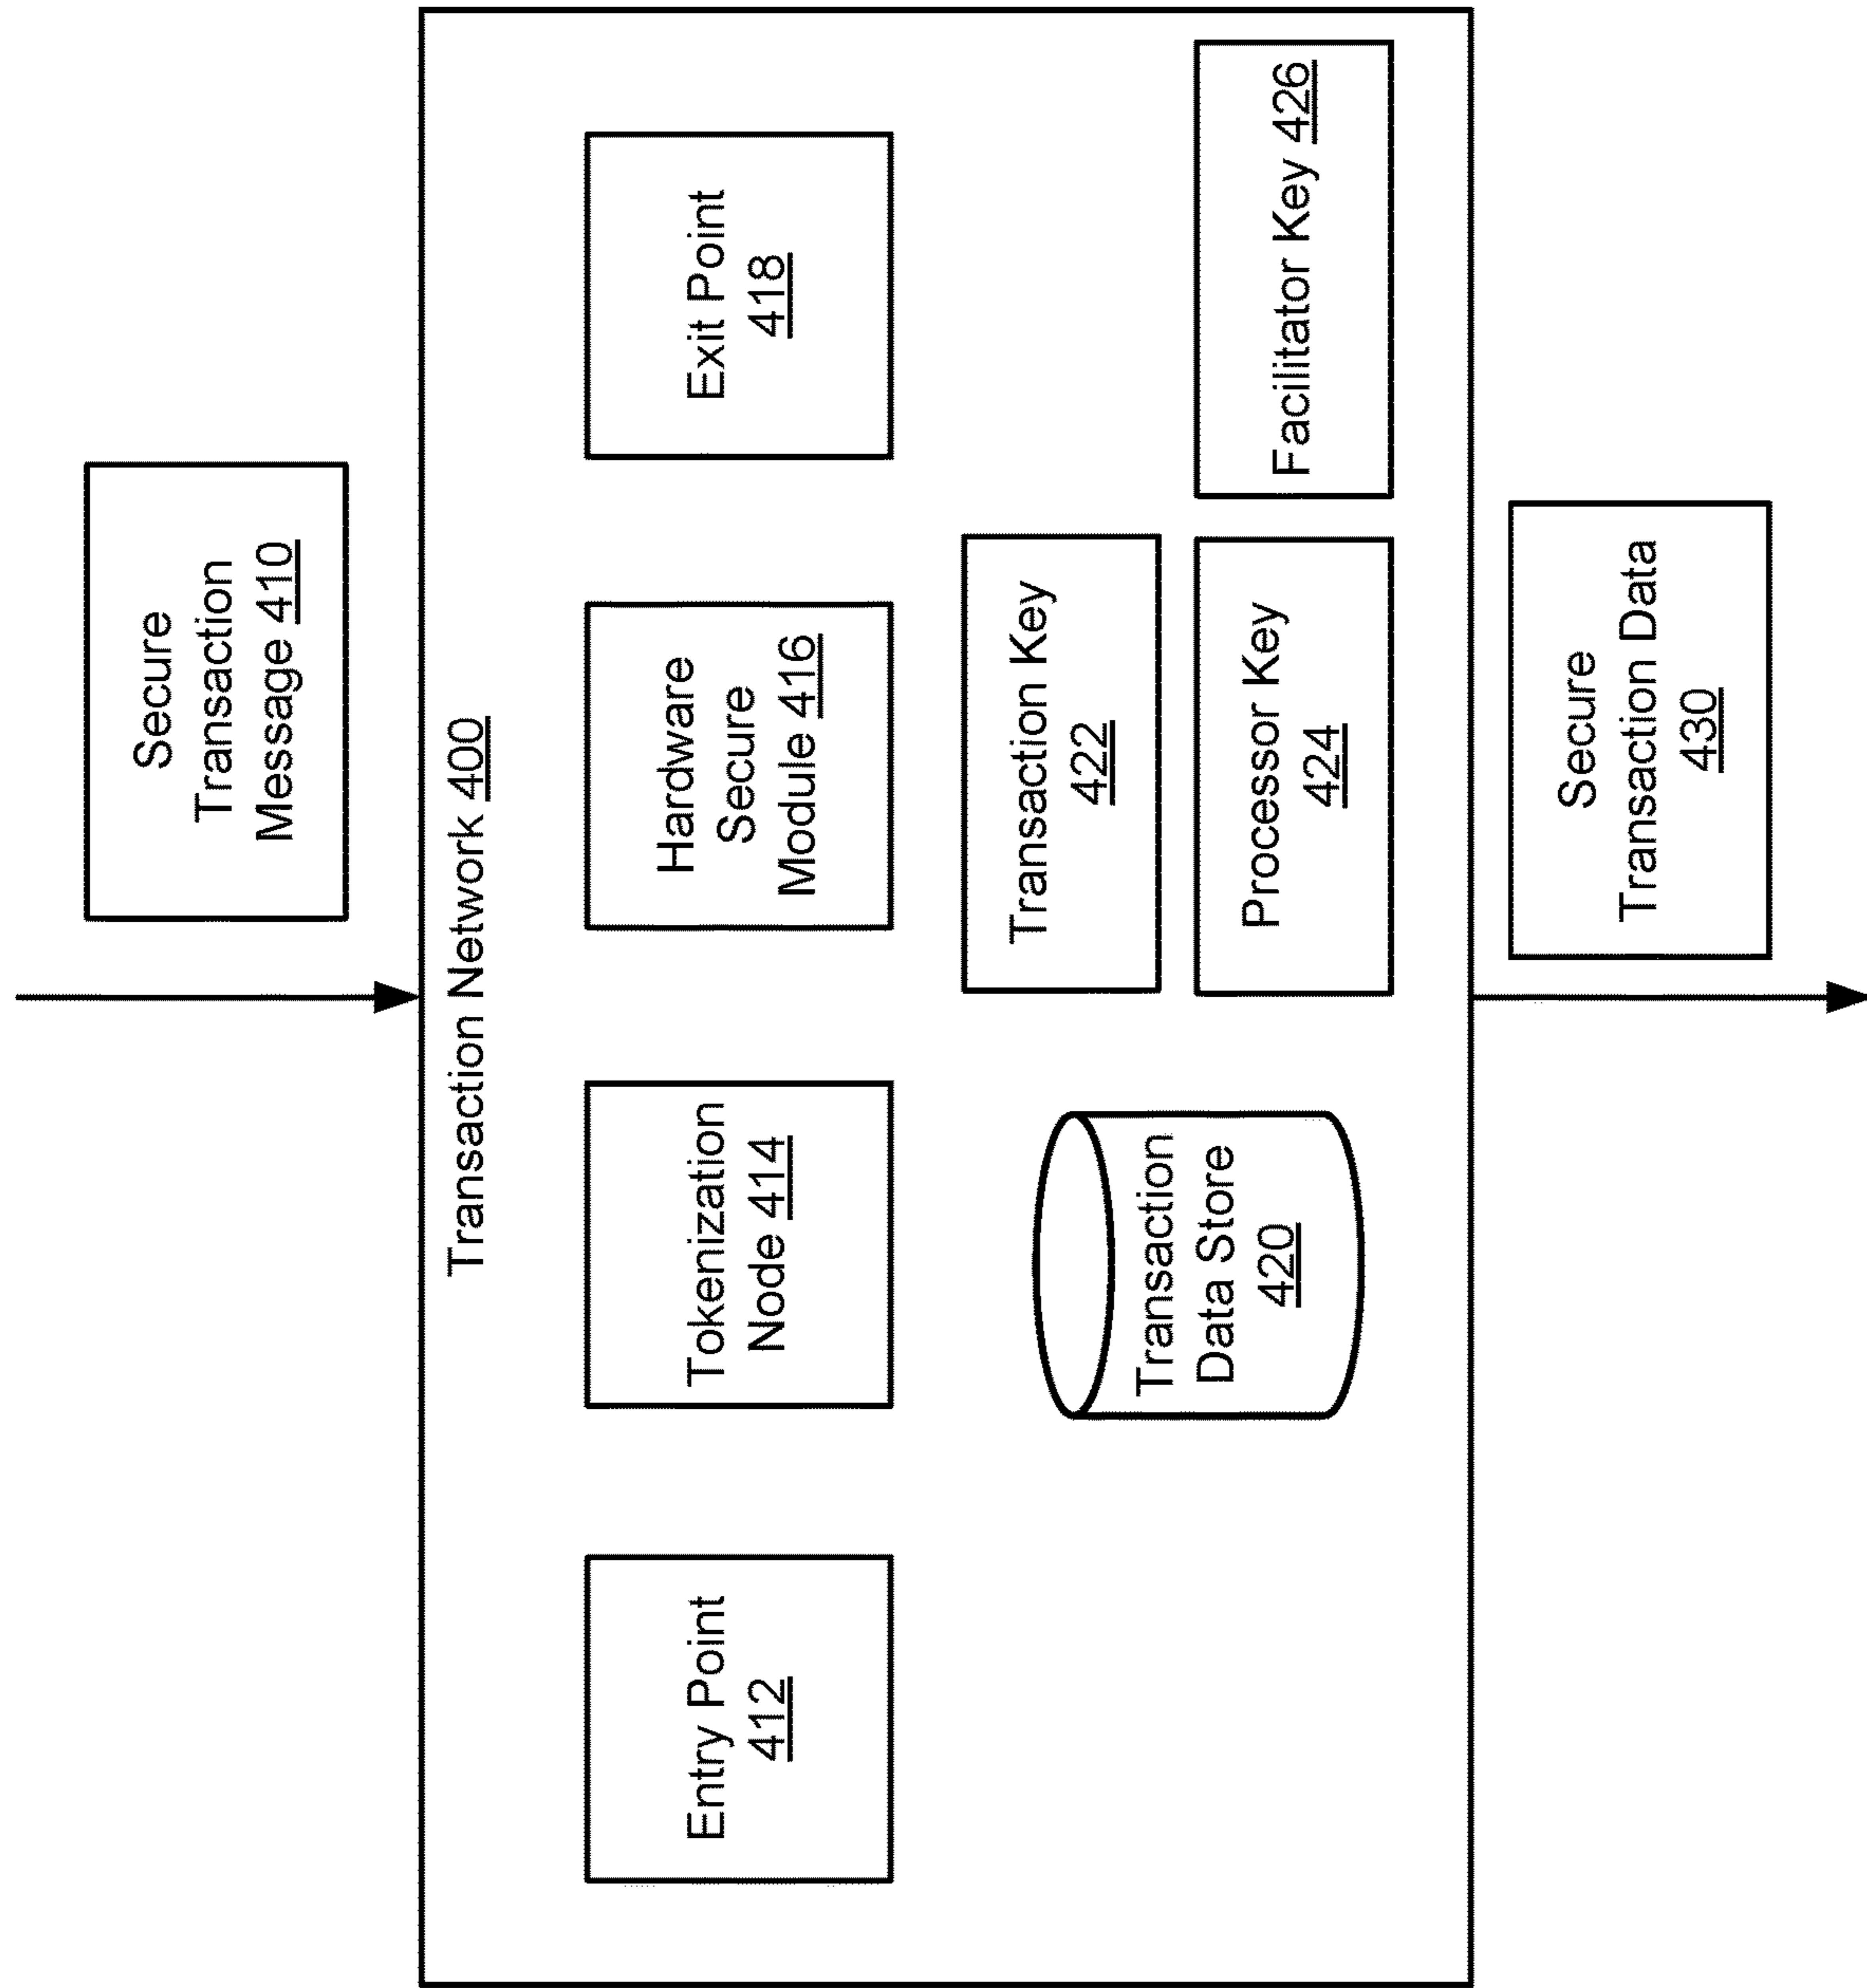 Secure
Transaction
Message 410
Transaction Network 400
Entry Point
412
Tokenization
Node 414
Hardware
Secure
Module 416
Exit Point
418
Transaction
Data Store
420
Transaction Key
422
Processor Key
424
Facilitator Key 426
Secure
Transaction Data
430